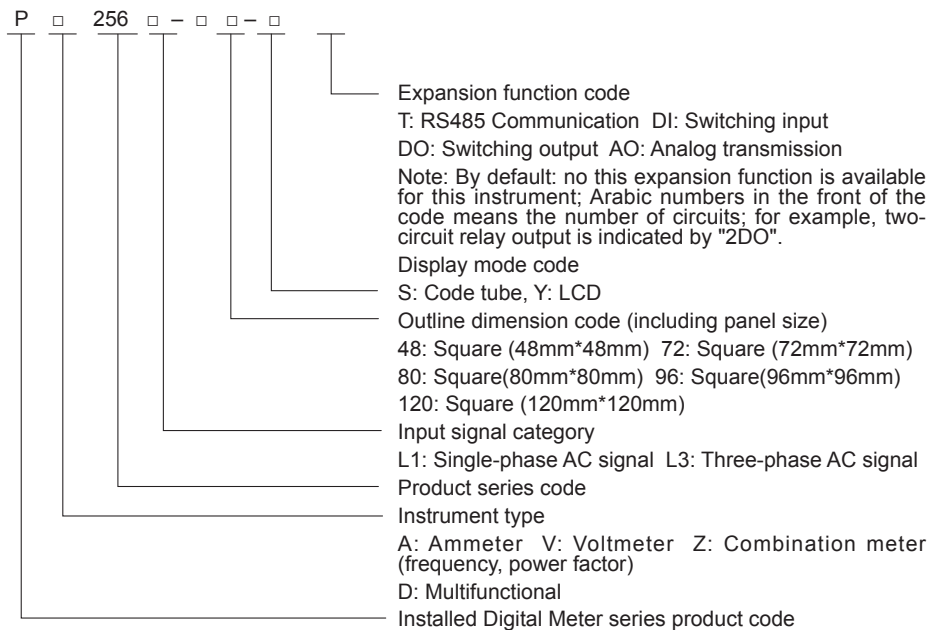 P □ 256 □ – □ □ – □
Expansion function code
T: RS485 Communication DI: Switching input
DO: Switching output AO: Analog transmission
Note: By default: no this expansion function is available
for this instrument; Arabic numbers in the front of the
code means the number of circuits; for example, two-
circuit relay output is indicated by "2DO".
Display mode code
S: Code tube, Y: LCD
Outline dimension code (including panel size)
48: Square (48mm*48mm) 72: Square (72mm*72mm)
80: Square(80mm*80mm) 96: Square(96mm*96mm)
120: Square (120mm*120mm)
Input signal category
L1: Single-phase AC signal L3: Three-phase AC signal
Product series code
Instrument type
A: Ammeter V: Voltmeter Z: Combination meter
(frequency, power factor)
D: Multifunctional
Installed Digital Meter series product code